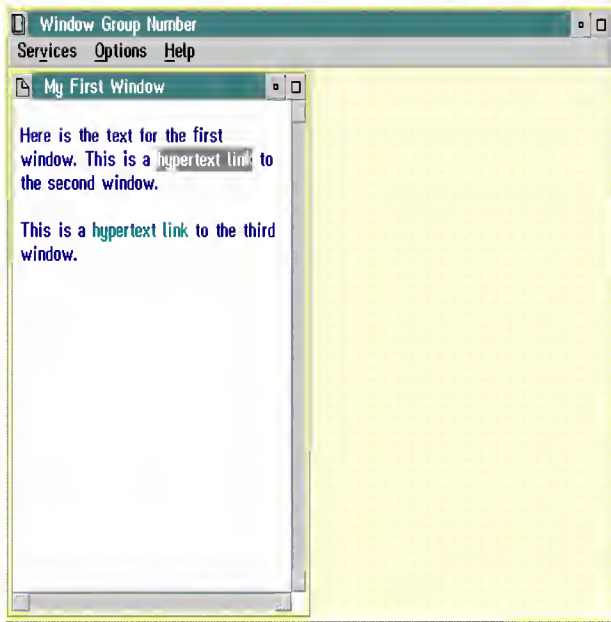 Window Group Number
Services Options Help
My First Window
Here is the text for the first
window. This is a hypertext link to
the second window.
This is a hypertext link to the third
window.